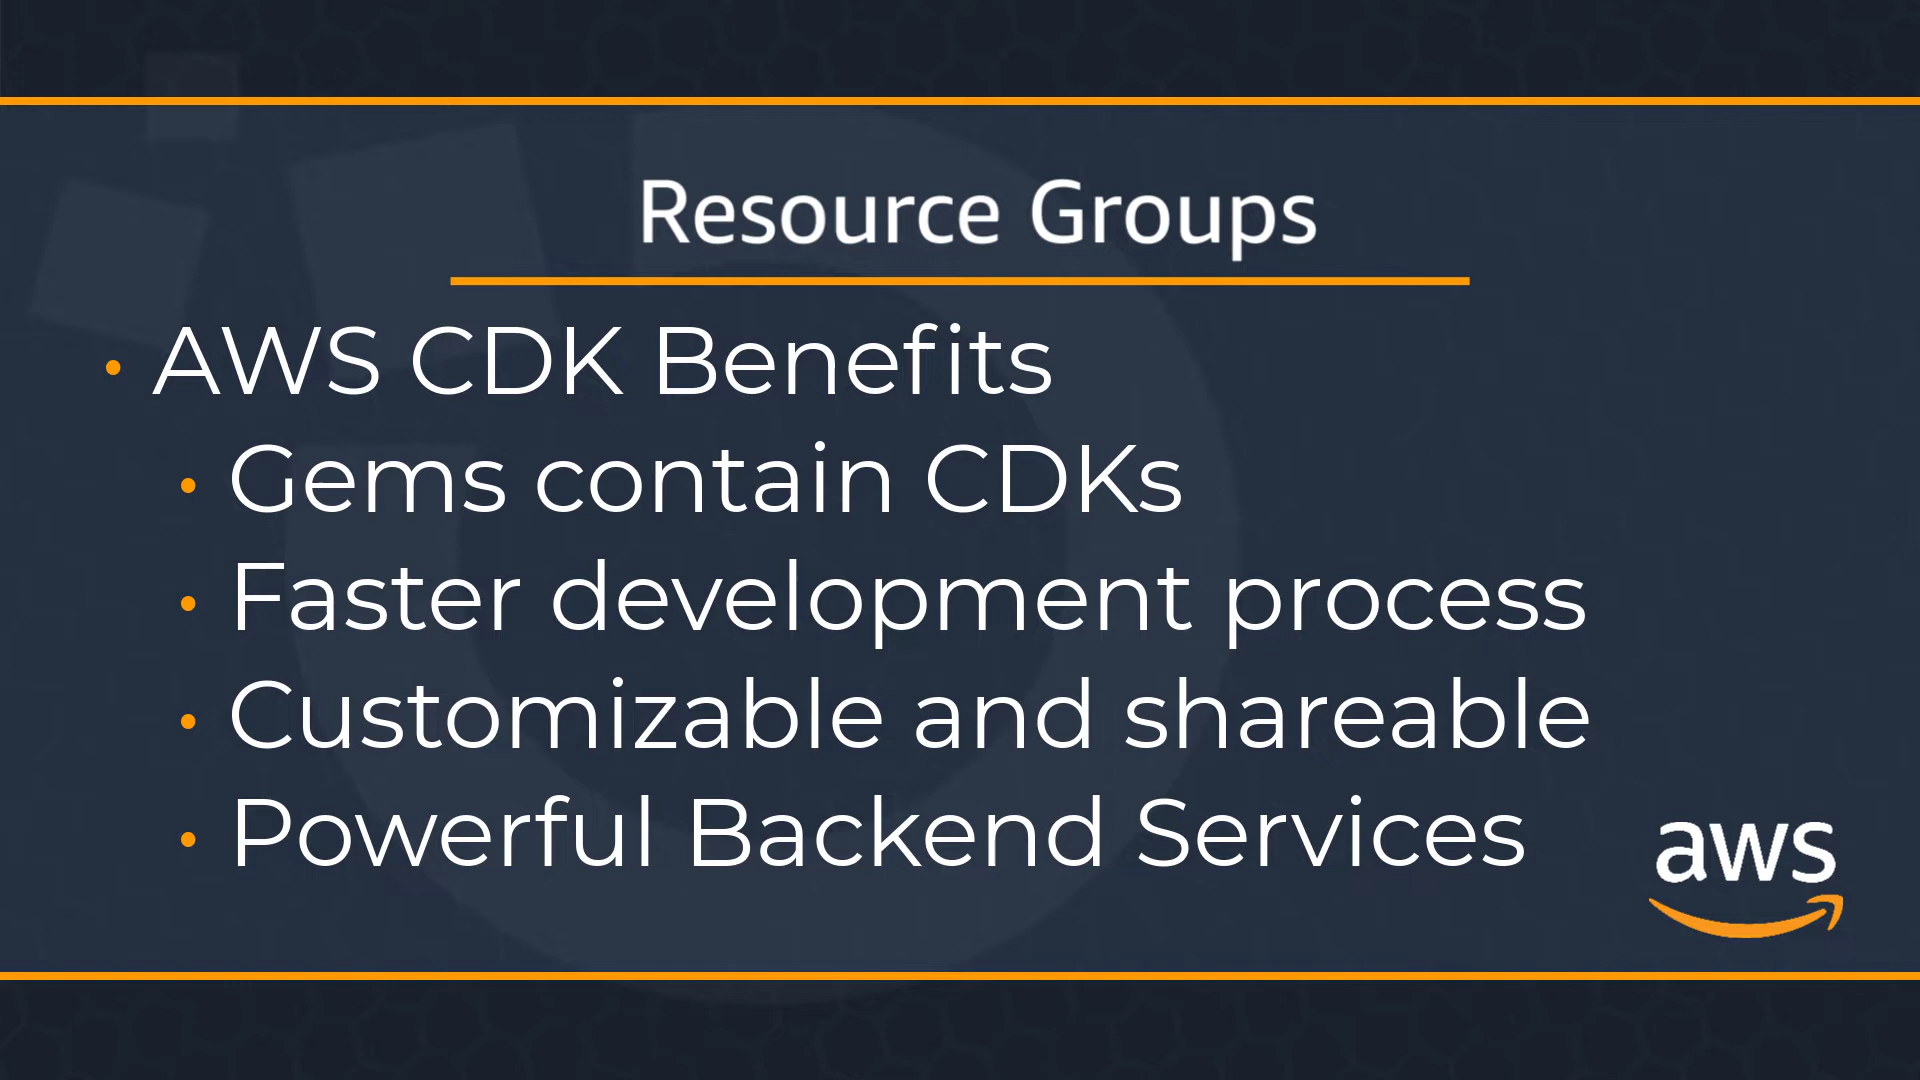 Resource Groups
• AWS CDK Benefits
• Gems contain CDKs
• Faster development process
• Customizable and shareable
• Powerful Backend Services
aws